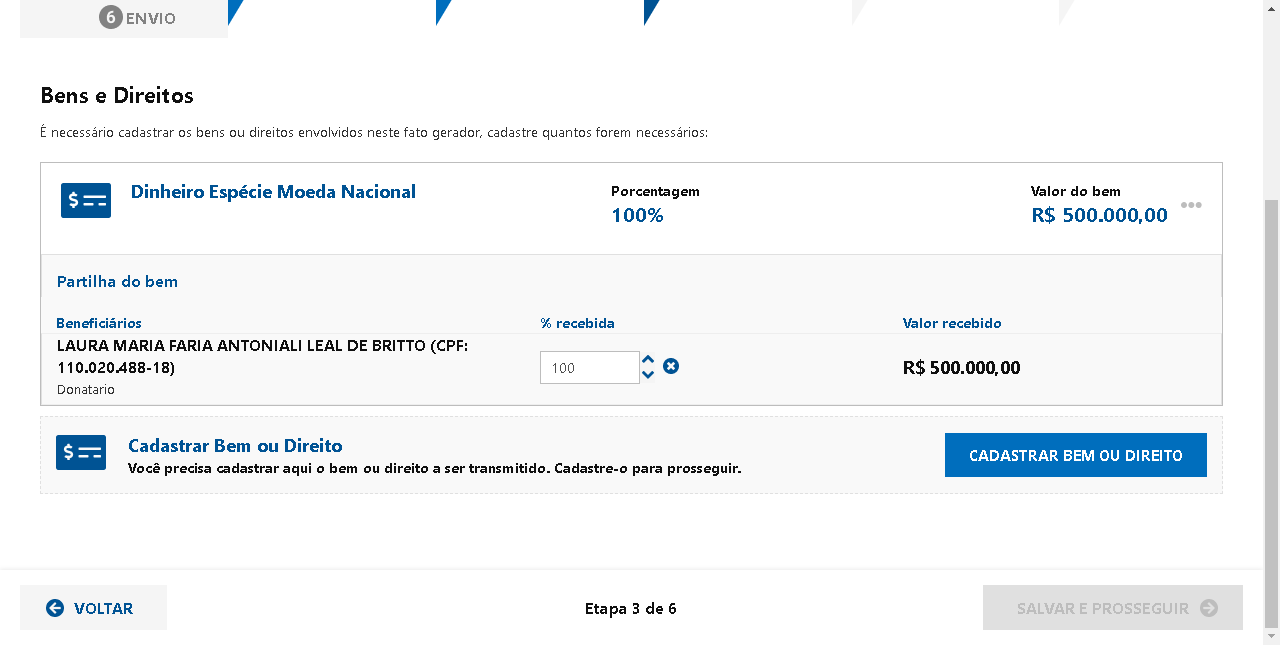 6 ENVIO
Bens e Direitos
É necessário cadastrar os bens ou direitos envolvidos neste fato gerador, cadastre quantos forem necessários:
Dinheiro Espécie Moeda Nacional
Porcentagem
100%
Valor do bem
R$ 500.000,00
Partilha do bem
Beneficiários % recebida Valor recebido
LAURA MARIA FARIA ANTONIALI LEAL DE BRITTO (CPF:
110.020.488-18)
Donatario
100
R$ 500.000,00
Cadastrar Bem ou Direito
Você precisa cadastrar aqui o bem ou direito a ser transmitido. Cadastre-o para prosseguir.
CADASTRAR BEM OU DIREITO
VOLTAR
Etapa 3 de 6
SALVAR E PROSSEGUIR